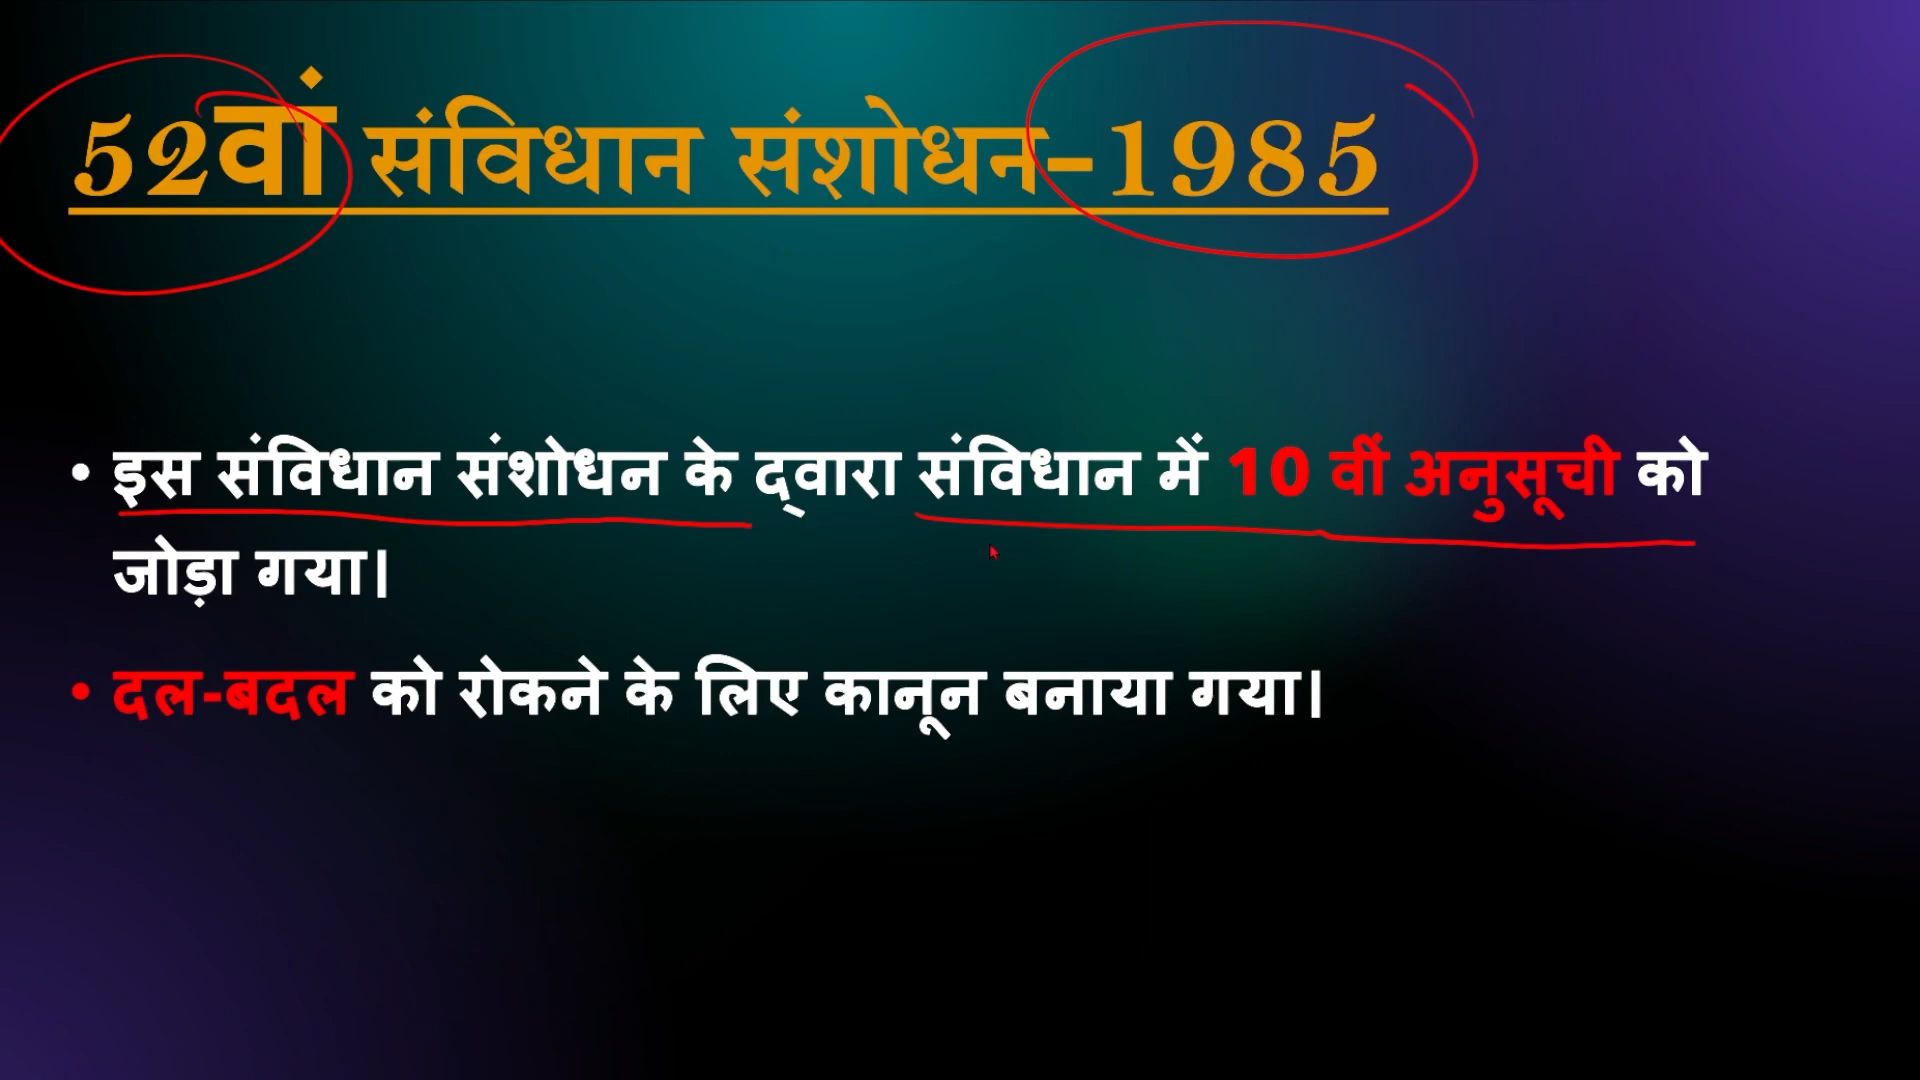 52वां संविधान संशोधन-1985
• इस संविधान संशोधन के द्वारा संविधान में 10 वीं अनुसूची को
जोड़ा गया।
• दल-बदल को रोकने के लिए कानून बनाया गया।